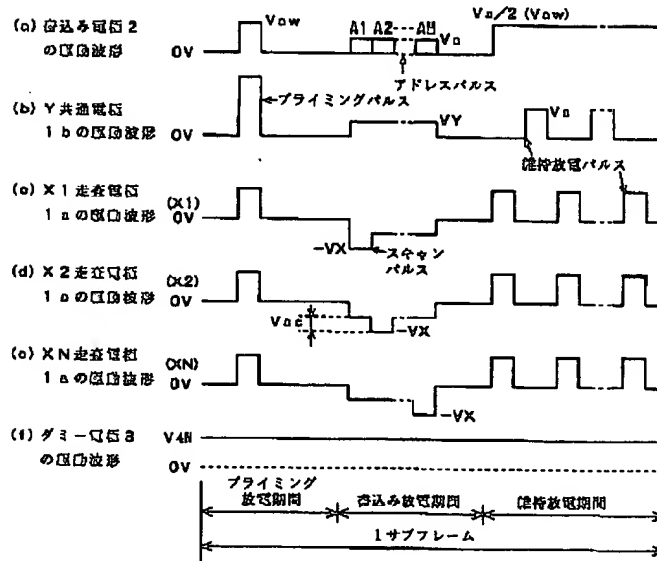 (a) 書込み電極2
の駆動波形
0V
Vaw
A1 A2 AN
Va
アドレスパルス
Va/2 (Vaw)
(b) Y共通電極
1bの駆動波形
0V
プライミングパルス
VY
維持放電パルス
(c) X1走査電極
1aの駆動波形
(X1)
0V
-VX
スキャン
パルス
(d) X2走査電極
1aの駆動波形
(X2)
0V
-VX
(e) XN走査電極
1aの駆動波形
(XN)
0V
-VX
(f) ダミー電極3
の駆動波形
V4N
0V
プライミング
放電期間
書込み放電期間
維持放電期間
1サブフレーム